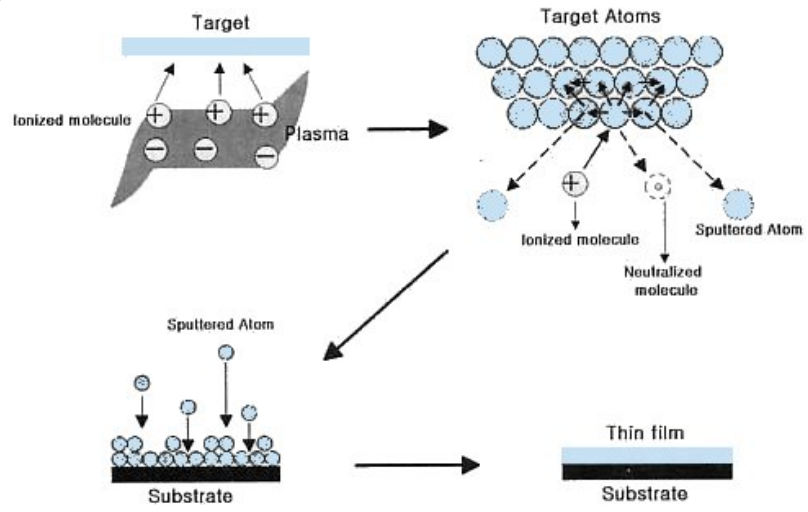 Target
Ionized molecule
Plasma
Target Atoms
Ionized molecule
Neutralized
molecule
Sputtered Atom
Sputtered Atom
Substrate
Thin film
Substrate